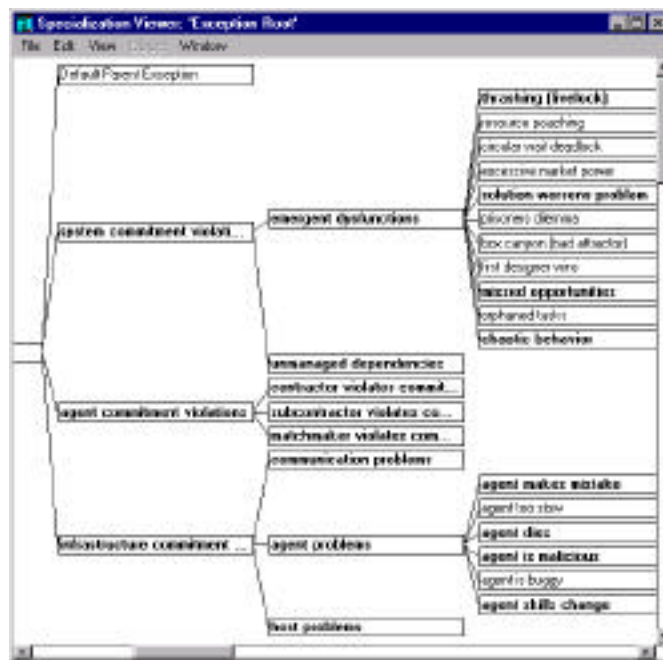 Specialization Viewer: 'Exception Root'
File Edit View Window
Default Parent Exception
system commitment violati...
agent commitment violations
infrastructure commitment ...
emergent dysfunctions
unmanaged dependencies
contractor violates commit...
subcontractor violates co...
matchmaker violates com...
communication problems
agent problems
host problems
thrashing (livelock)
resource poaching
circular wait deadlock
excessive market power
solution worsens problem
prisoners dilemma
box canyon (bad attractor)
first designer wins
missed opportunities
orphaned tasks
chaotic behavior
agent makes mistake
agent too slow
agent dies
agent is malicious
agent is buggy
agent skills change